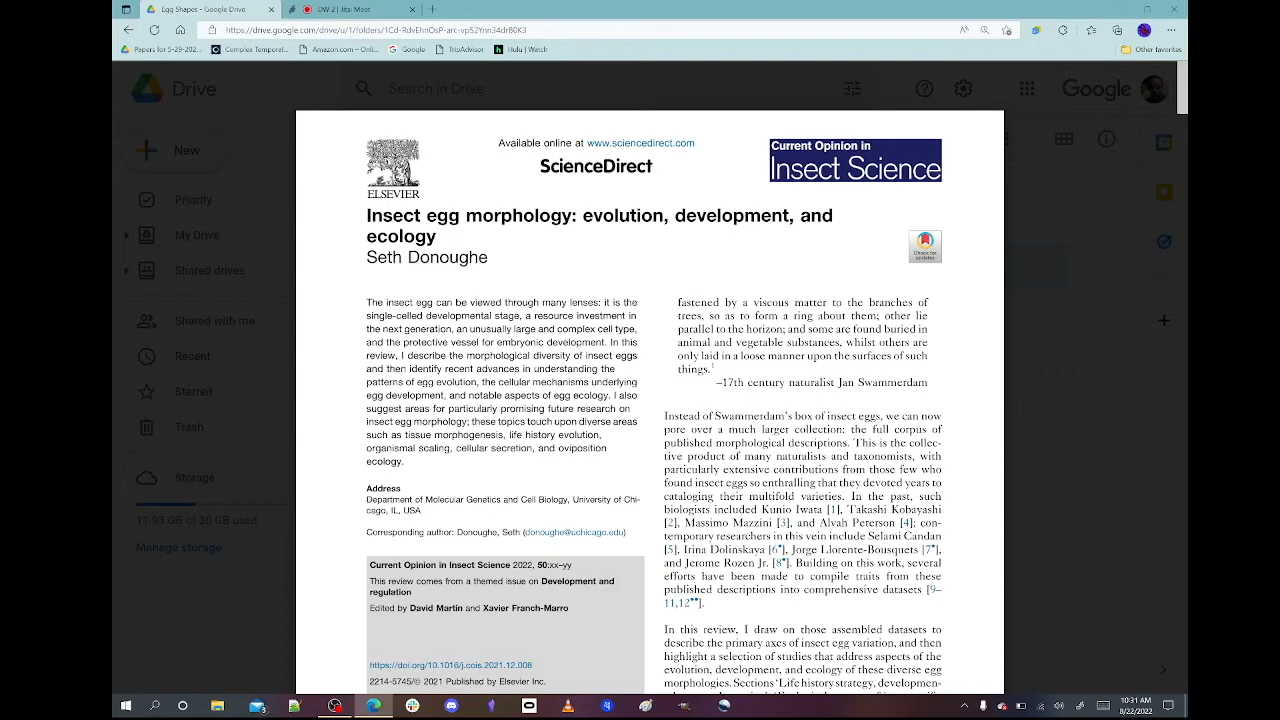 Egg Shapes - Google Drive
DW 2 | Jitsi Meet
https://drive.google.com/drive/u/1/folders/1Cd-RdvEhnOsP-arc-vp52Ynn34drB0K3
Papers for 5-29-202...
Complex Temporal...
Amazon.com – Onli...
Google
TripAdvisor
Hulu | Watch
Other favorites
Drive
Search in Drive
Google
New
Priority
My Drive
Shared drives
Shared with me
Recent
Starred
Trash
Storage
11.93 GB of 30 GB used
Manage storage
Available online at www.sciencedirect.com
ScienceDirect
ELSEVIER
Current Opinion in
Insect Science
Insect egg morphology: evolution, development, and
ecology
Seth Donoughe
Check for
updates
The insect egg can be viewed through many lenses: it is the
single-celled developmental stage, a resource investment in
the next generation, an unusually large and complex cell type,
and the protective vessel for embryonic development. In this
review, I describe the morphological diversity of insect eggs
and then identify recent advances in understanding the
patterns of egg evolution, the cellular mechanisms underlying
egg development, and notable aspects of egg ecology. I also
suggest areas for particularly promising future research on
insect egg morphology; these topics touch upon diverse areas
such as tissue morphogenesis, life history evolution,
organismal scaling, cellular secretion, and oviposition
ecology.
Address
Department of Molecular Genetics and Cell Biology, University of Chi-
cago, IL, USA
Corresponding author: Donoughe, Seth (donoughe@uchicago.edu)
Current Opinion in Insect Science 2022, 50:xx–yy
This review comes from a themed issue on Development and
regulation
Edited by David Martin and Xavier Franch-Marro
https://doi.org/10.1016/j.cois.2021.12.008
2214-5745/© 2021 Published by Elsevier Inc.
fastened by a viscous matter to the branches of
trees, so as to form a ring about them; other lie
parallel to the horizon; and some are found buried in
animal and vegetable substances, whilst others are
only laid in a loose manner upon the surfaces of such
things.1
–17th century naturalist Jan Swammerdam
Instead of Swammerdam's box of insect eggs, we can now
pore over a much larger collection: the full corpus of
published morphological descriptions. This is the collec-
tive product of many naturalists and taxonomists, with
particularly extensive contributions from those few who
found insect eggs so enthralling that they devoted years to
cataloging their multifold varieties. In the past, such
biologists included Kunio Iwata [1], Takashi Kobayashi
[2], Massimo Mazzini [3], and Alvah Peterson [4]; con-
temporary researchers in this vein include Selami Candan
[5], Irina Dolinskaya [6•], Jorge Llorente-Bousquets [7•],
and Jerome Rozen Jr. [8•]. Building on this work, several
efforts have been made to compile traits from these
published descriptions into comprehensive datasets [9–
11,12••].
In this review, I draw on those assembled datasets to
describe the primary axes of insect egg variation, and then
highlight a selection of studies that address aspects of the
evolution, development, and ecology of these diverse egg
morphologies. Sections 'Life history strategy, developmen-
10:31 AM
8/22/2022